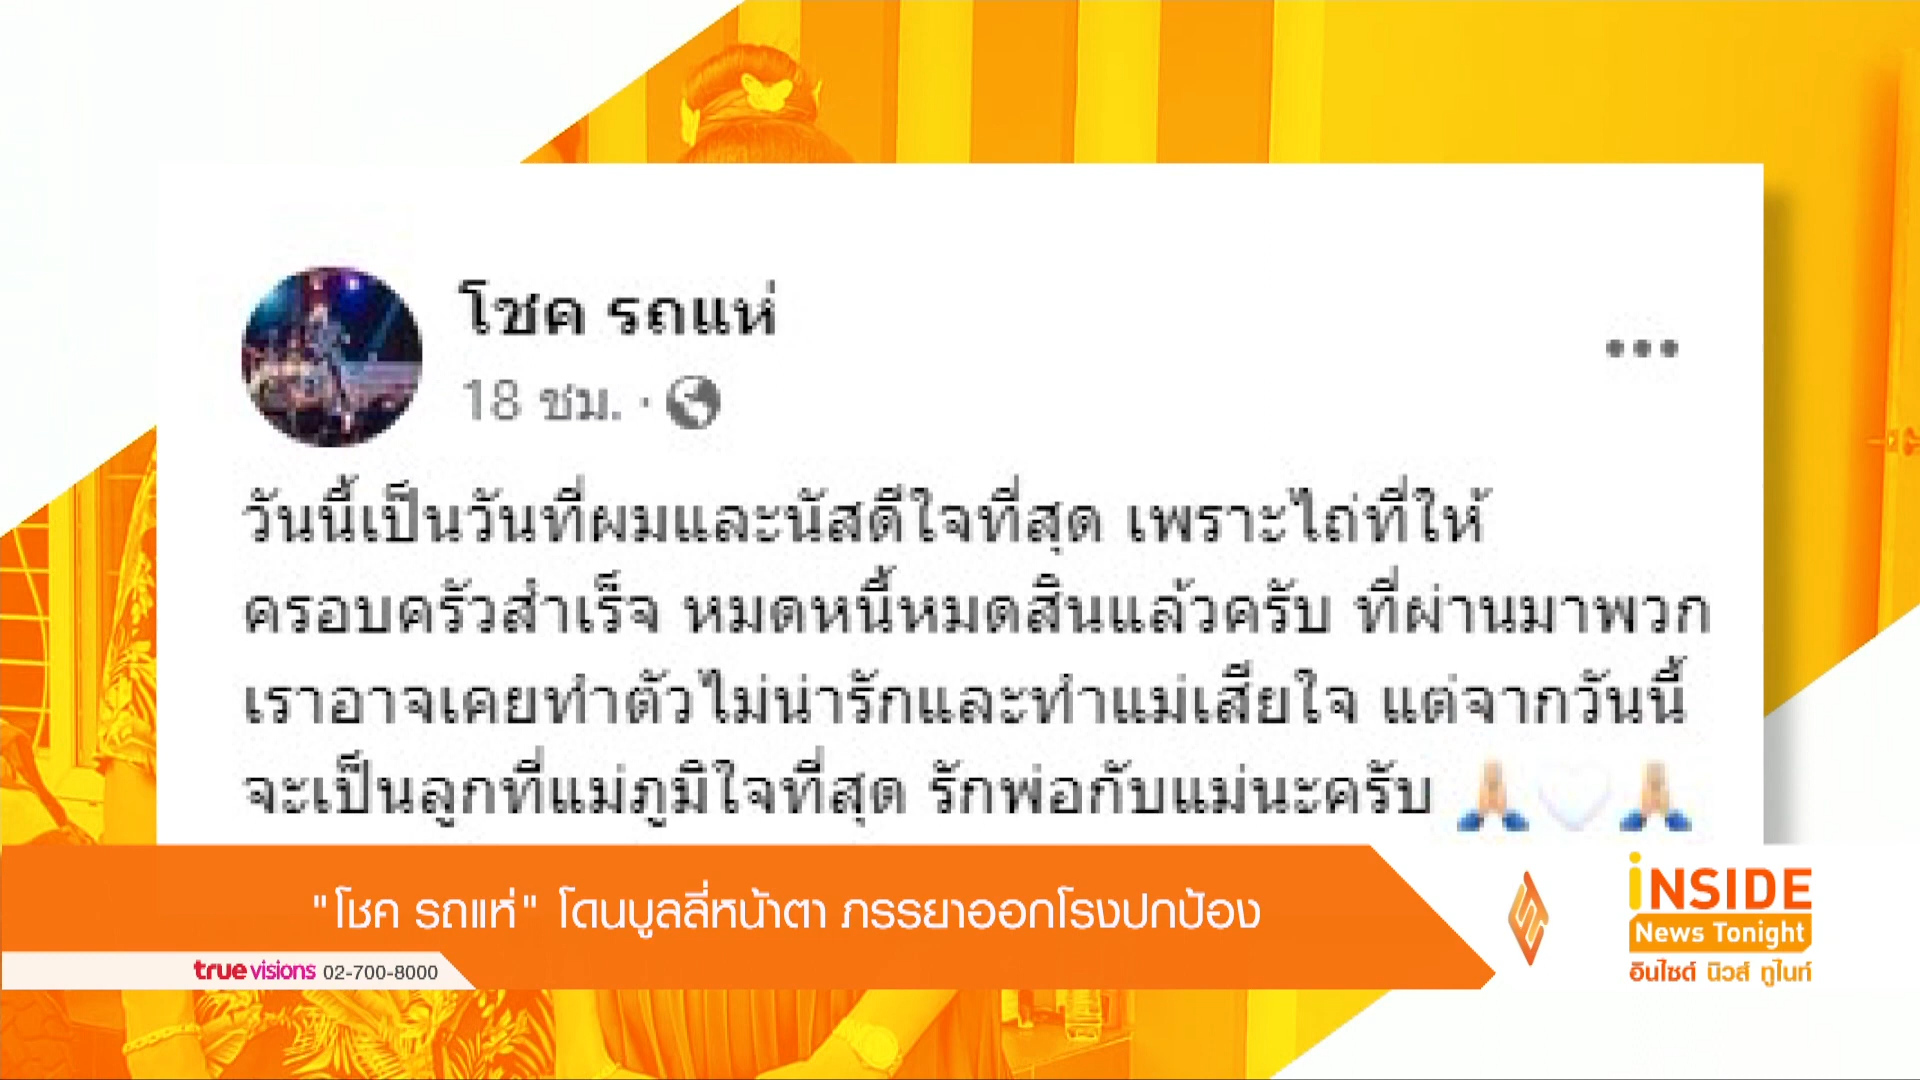 โชค รถแห่
18 ชม.
วันนี้เป็นวันที่ผมและนัสดีใจที่สุด เพราะไถ่ที่ให้
ครอบครัวสำเร็จ หมดหนี้หมดสินแล้วครับ ที่ผ่านมาพวก
เราอาจเคยทำตัวไม่น่ารักและทำแม่เสียใจ แต่จากวันนี้
จะเป็นลูกที่แม่ภูมิใจที่สุด รักพ่อกับแม่นะครับ 🙏🏼🤍🙏🏼
"โชค รถแห่" โดนบูลลี่หน้าตา ภรรยาออกโรงปกป้อง
truevisions 02-700-8000
iNSIDE
News Tonight
อินไซด์ นิวส์ ทูไนท์